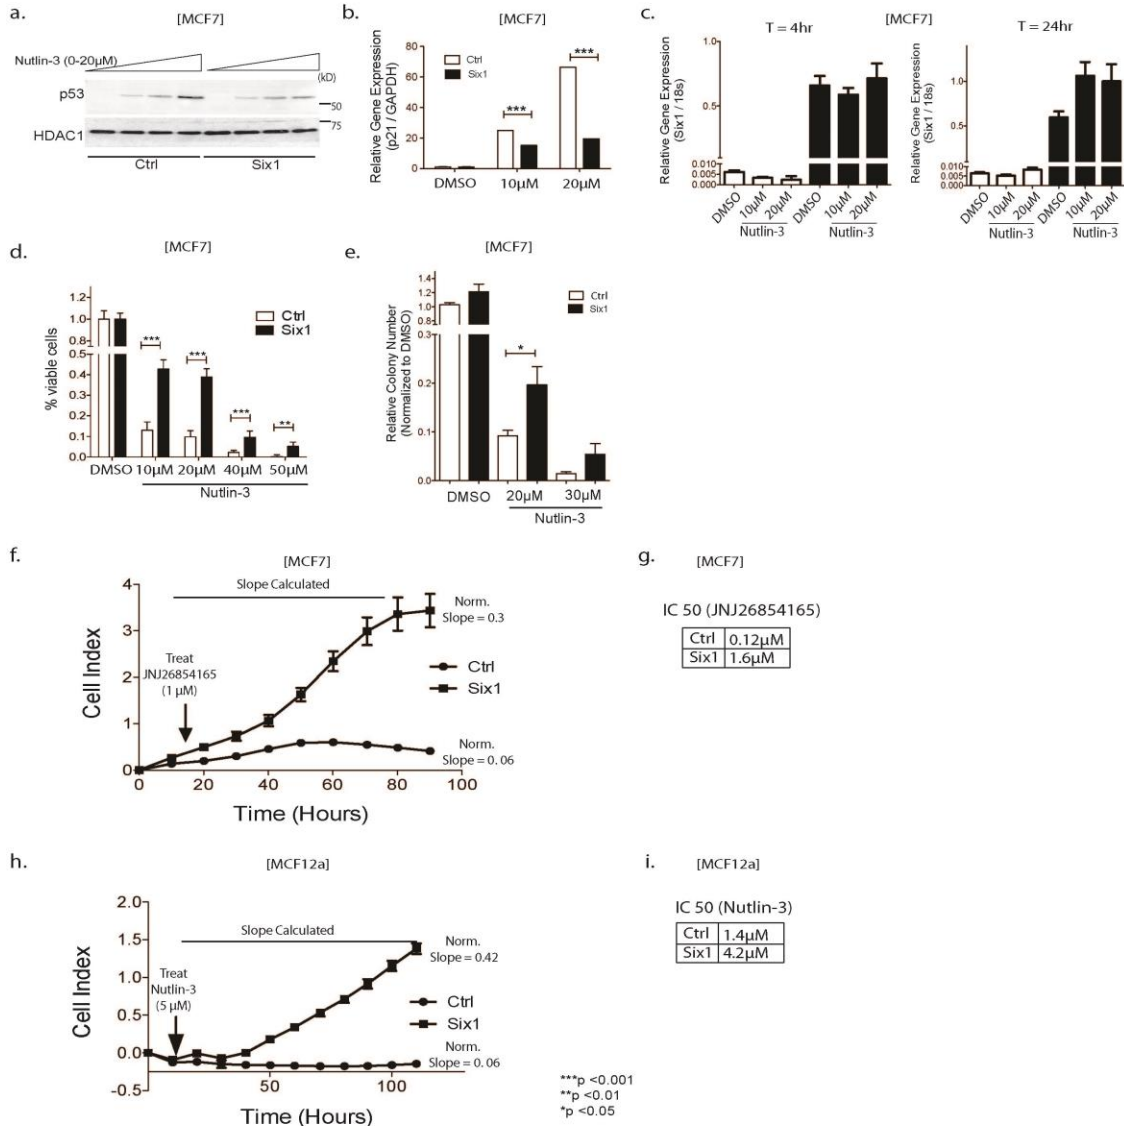 a.
[MCF7]
Nutlin-3 (0-20µM)
(kD)
p53
50
75
HDAC1
Ctrl
Six1
b.
[MCF7]
Relative Gene Expression
(p21 / GAPDH)
80
60
40
20
0
Ctrl
Six1
***
***
DMSO
10µM
20µM
c.
T = 4hr
[MCF7]
T = 24hr
Relative Gene Expression
(Six1 / 18s)
1.0
0.5
0.010
0.005
0.000
DMSO
10µM
20µM
DMSO
10µM
20µM
Nutlin-3
Nutlin-3
Relative Gene Expression
(Six1 / 18s)
1.0
0.5
0.010
0.005
0.000
DMSO
10µM
20µM
DMSO
10µM
20µM
Nutlin-3
Nutlin-3
d.
[MCF7]
% viable cells
1.2
1.0
0.8
0.6
0.5
0.4
0.3
0.2
0.1
0.0
Ctrl
Six1
***
***
***
**
DMSO 10µM 20µM 40µM 50µM
Nutlin-3
e.
[MCF7]
Relative Colony Number
(Normalized to DMSO)
1.4
1.2
1.0
0.8
0.2
0.1
0.0
Ctrl
Six1
*
DMSO
20µM
30µM
Nutlin-3
f.
[MCF7]
Slope Calculated
Cell Index
4
3
2
1
0
Treat
JNJ26854165
(1 µM)
Norm.
Slope = 0.3
Ctrl
Six1
Norm.
Slope = 0.06
0 20 40 60 80 100
Time (Hours)
g.
[MCF7]
IC 50 (JNJ26854165)
Ctrl 0.12µM
Six1 1.6µM
h.
[MCF12a]
Slope Calculated
Cell Index
2.0
1.5
1.0
0.5
0.0
-0.5
Treat
Nutlin-3
(5 µM)
Norm.
Slope = 0.42
Ctrl
Six1
Norm.
Slope = 0.06
50 100
Time (Hours)
i.
[MCF12a]
IC 50 (Nutlin-3)
Ctrl 1.4µM
Six1 4.2µM
***p <0.001
**p <0.01
*p <0.05